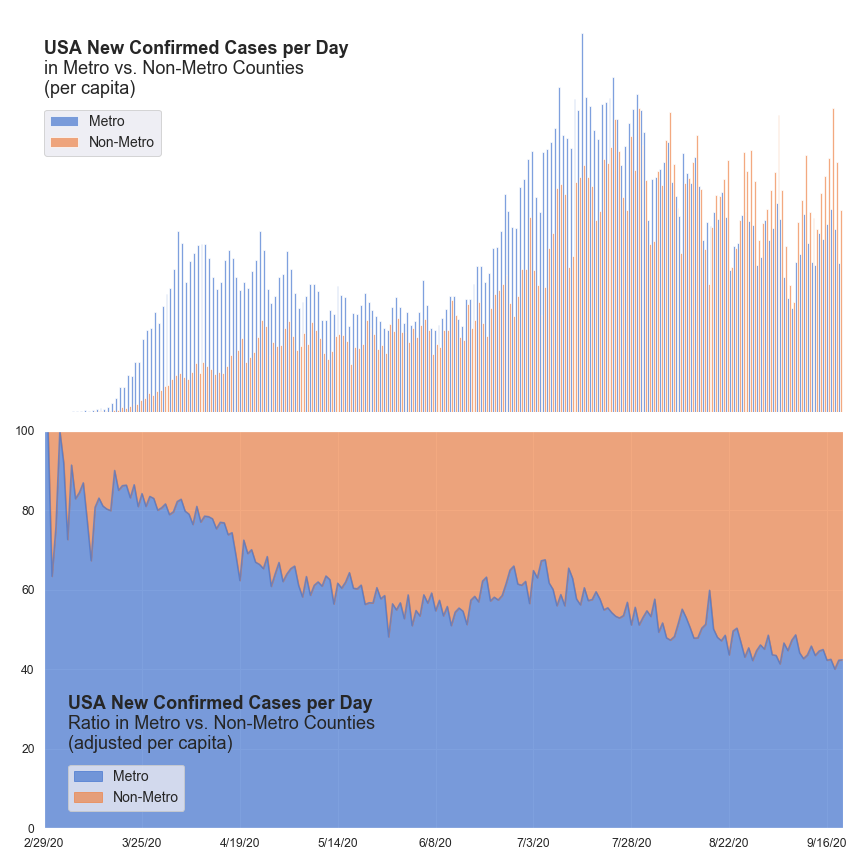 USA New Confirmed Cases per Day
in Metro vs. Non-Metro Counties
(per capita)
Metro
Non-Metro
100
80
60
40
20
0
USA New Confirmed Cases per Day
Ratio in Metro vs. Non-Metro Counties
(adjusted per capita)
Metro
Non-Metro
2/29/20 3/25/20 4/19/20 5/14/20 6/8/20 7/3/20 7/28/20 8/22/20 9/16/20